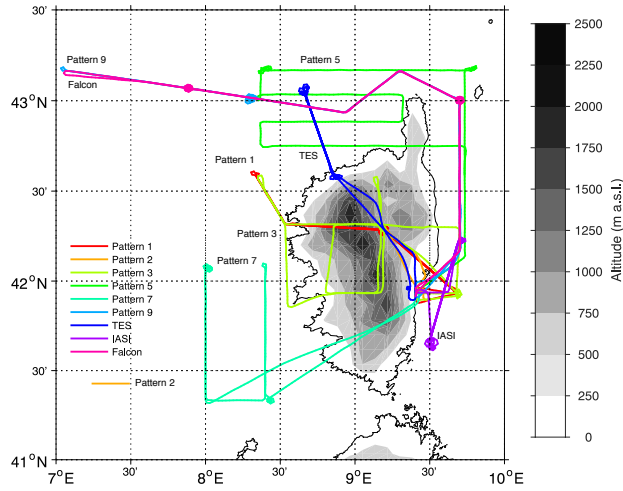 30'
2500
2250
2000
1750
1500
1250
1000
750
500
250
0
Altitude (m a.s.l.)
Pattern 9
Falcon
Pattern 5
43°N
TES
Pattern 1
30'
Pattern 3
Pattern 7
Pattern 1
Pattern 2
Pattern 3
Pattern 5
Pattern 7
Pattern 9
TES
IASI
Falcon
42°N
IASI
30'
Pattern 2
41°N
7°E
30'
8°E
30'
9°E
30'
10°E